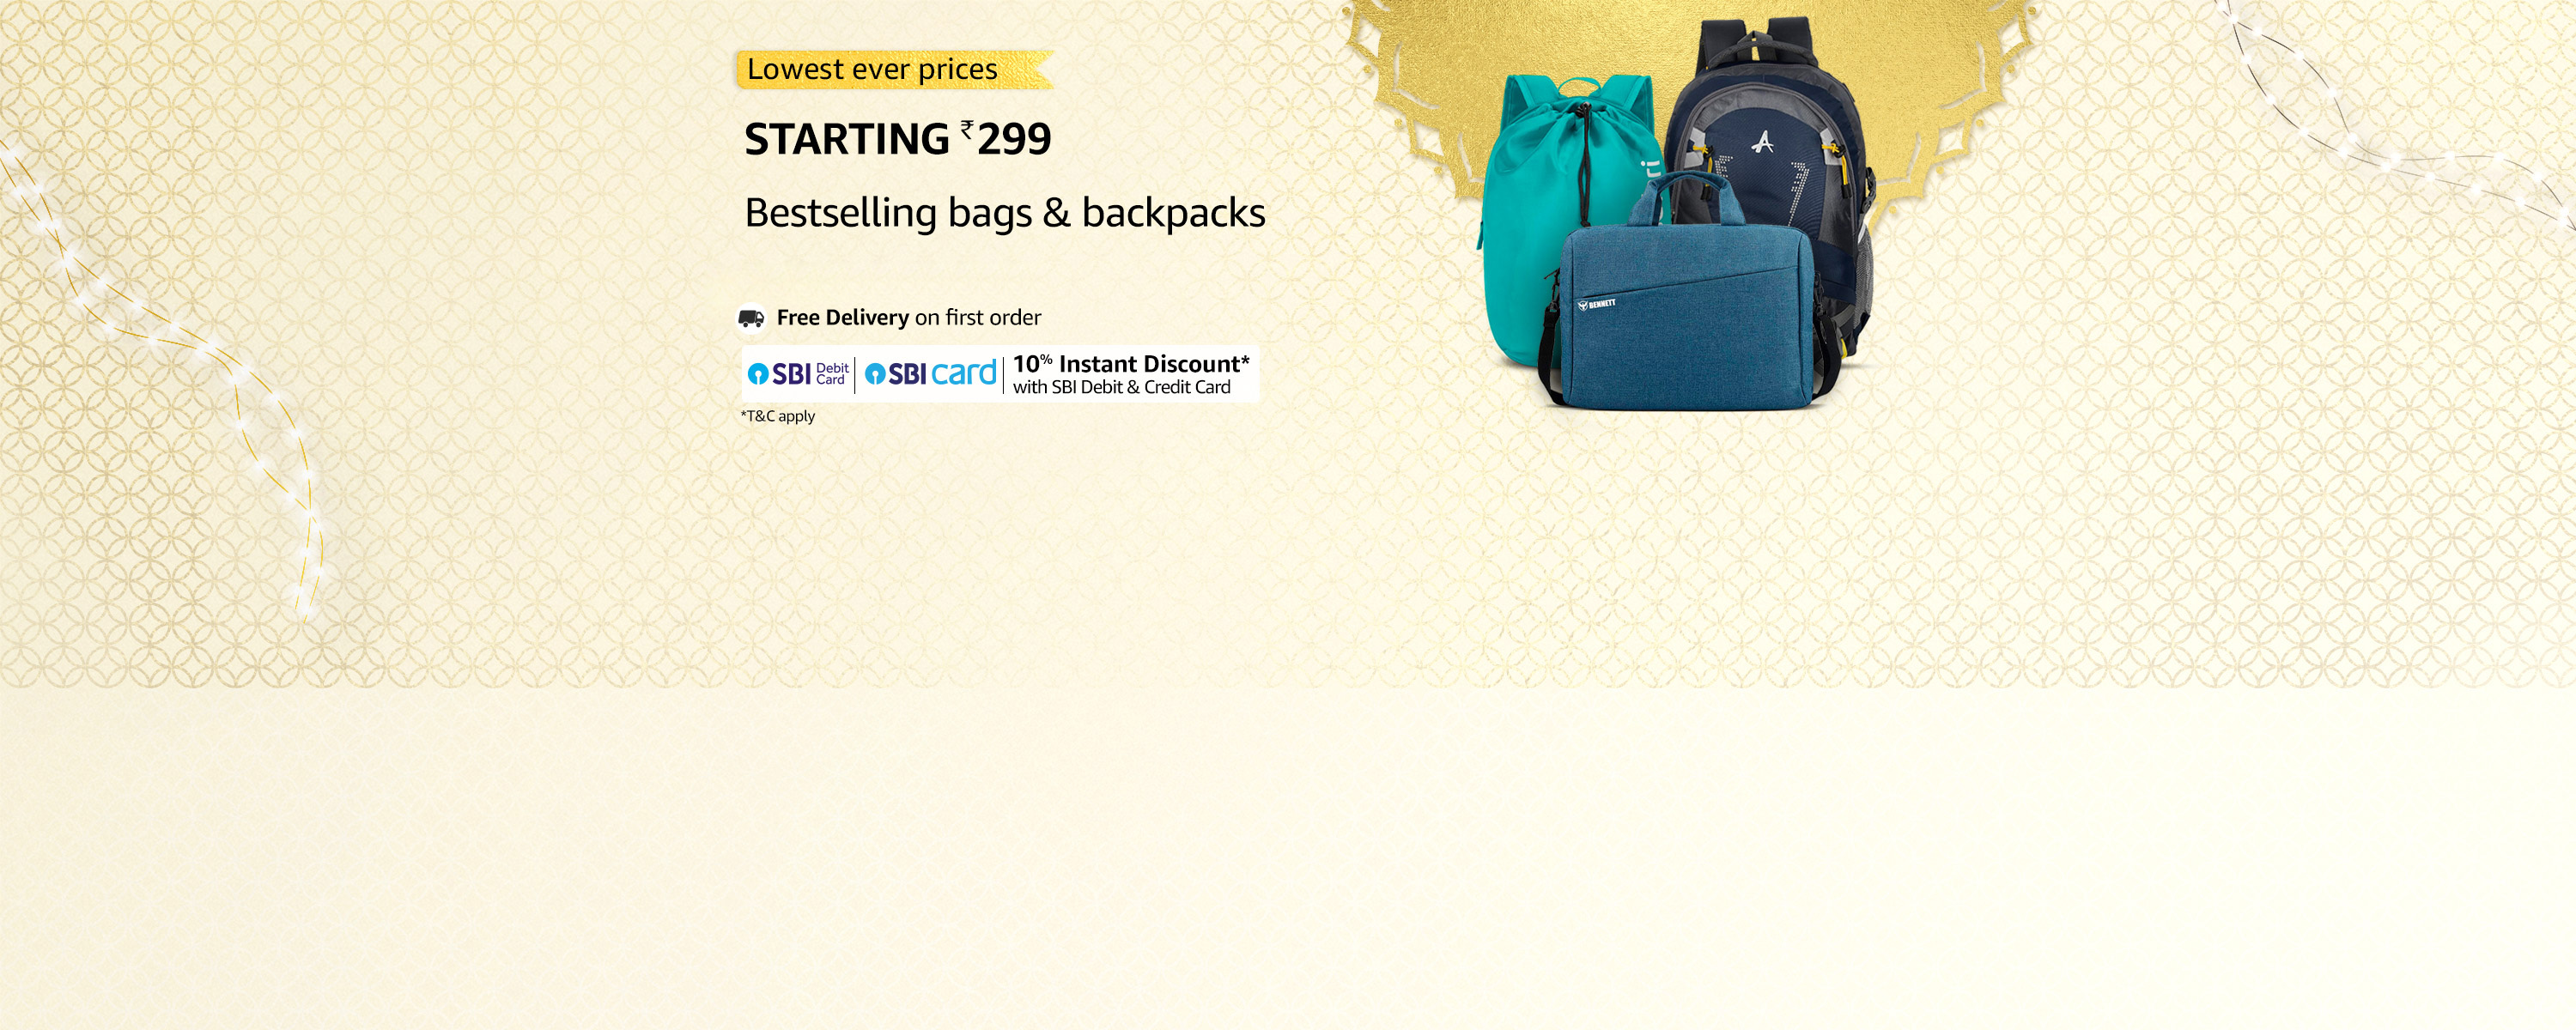 Lowest ever prices
STARTING ₹299
Bestselling bags & backpacks
Free Delivery on first order
SBI Debit Card
SBI card
10% Instant Discount*
with SBI Debit & Credit Card
*T&C apply
A
ri
BENNETT